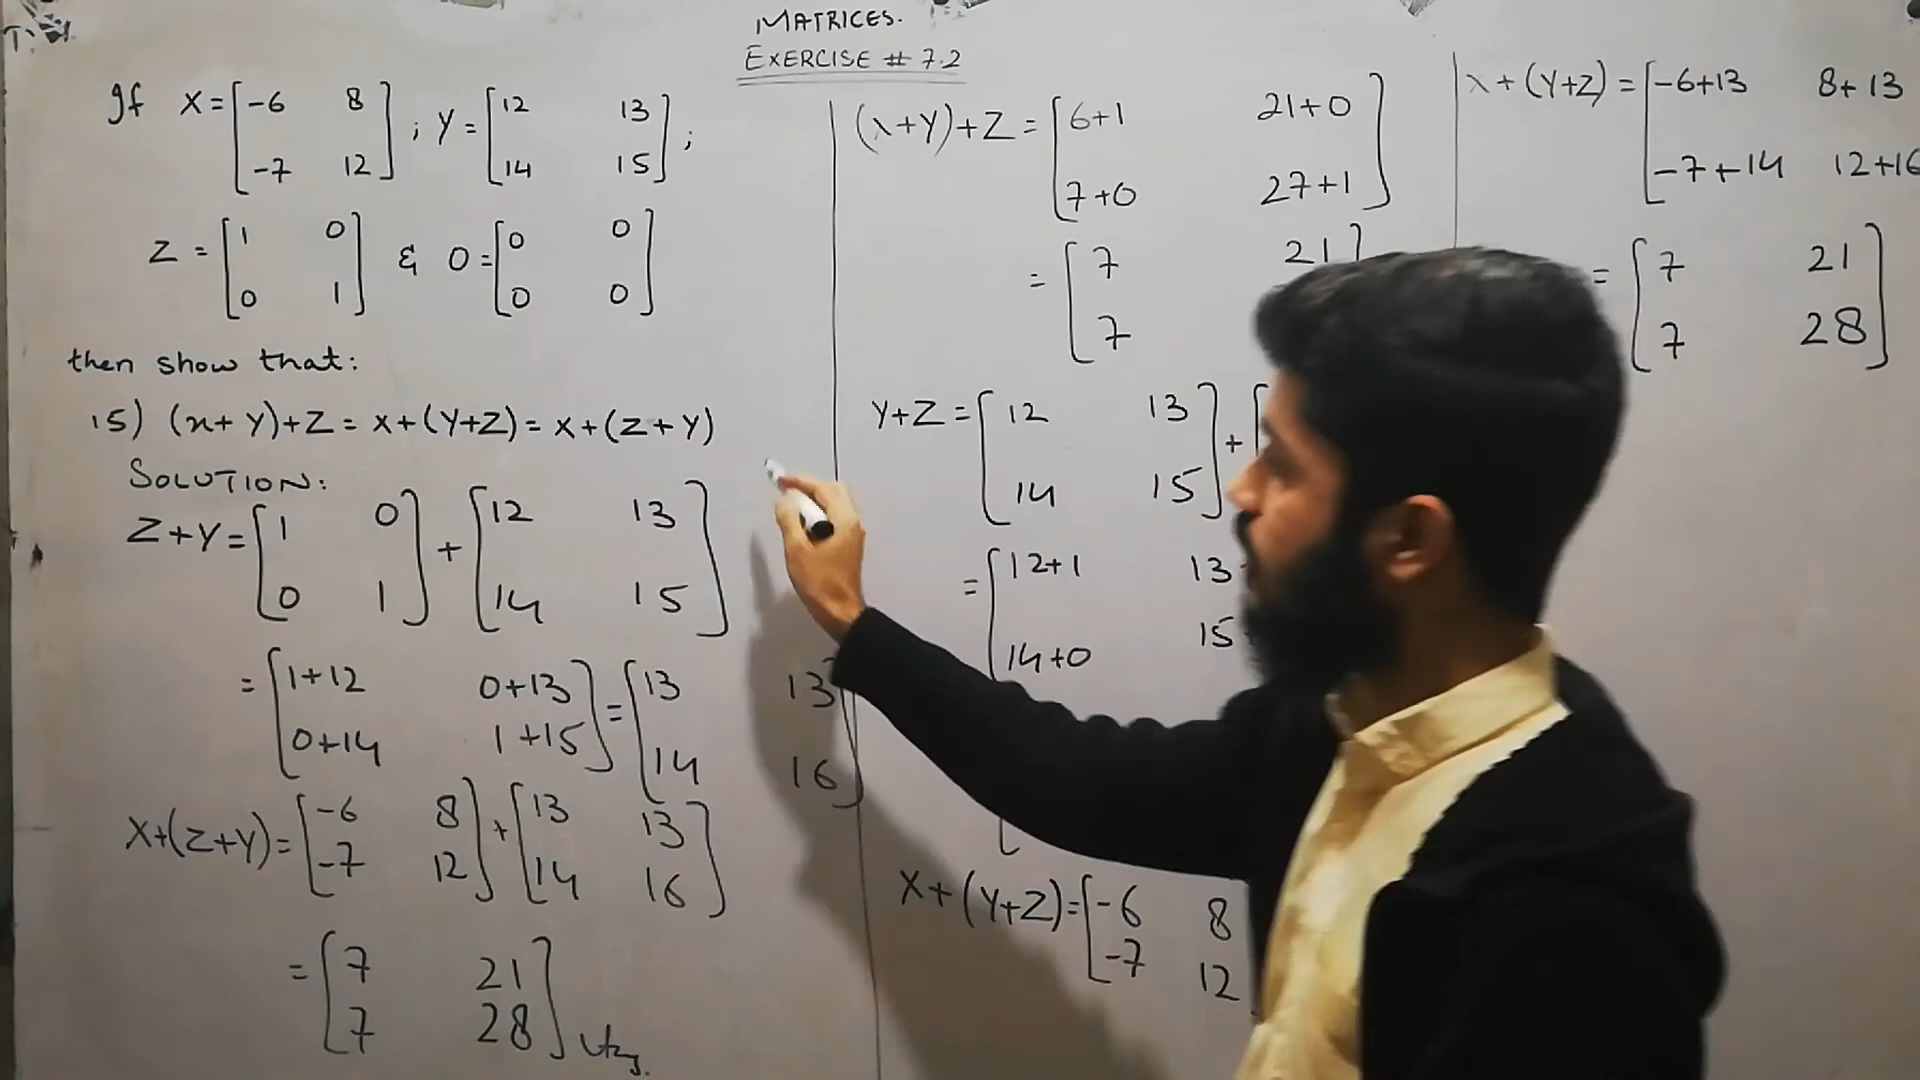 MATRICES.
EXERCISE # 7.2
If X = [-6 8
-7 12] ; Y = [12 13
14 15] ;
Z = [1 0
0 1] & O = [0 0
0 0]
then show that:
15) (x+Y)+Z = X+(Y+Z) = X+(Z+Y)
SOLUTION:
Z+Y = [1 0
0 1] + [12 13
14 15]
= [1+12 0+13
0+14 1+15] = [13 13
14 16]
X+(Z+Y) = [-6 8
-7 12] + [13 13
14 16]
= [7 21
7 28]
(X+Y)+Z = [6+1 21+0
7+0 27+1]
= [7 21]
[7
Y+Z = [12 13
14 15] + [
= [12+1 13
14+0 15
X+(Y+Z) = [-6 8
-7 12
X+(Y+Z) = [-6+13 8+13
-7+14 12+16
= [7 21
7 28]